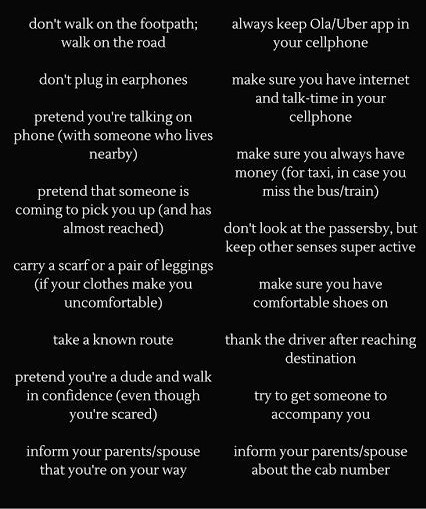 don't walk on the footpath;
walk on the road
don't plug in earphones
pretend you're talking on
phone (with someone who lives
nearby)
pretend that someone is
coming to pick you up (and has
almost reached)
carry a scarf or a pair of leggings
(if your clothes make you
uncomfortable)
take a known route
pretend you're a dude and walk
in confidence (even though
you're scared)
inform your parents/spouse
that you're on your way
always keep Ola/Uber app in
your cellphone
make sure you have internet
and talk-time in your
cellphone
make sure you always have
money (for taxi, in case you
miss the bus/train)
don't look at the passersby, but
keep other senses super active
make sure you have
comfortable shoes on
thank the driver after reaching
destination
try to get someone to
accompany you
inform your parents/spouse
about the cab number